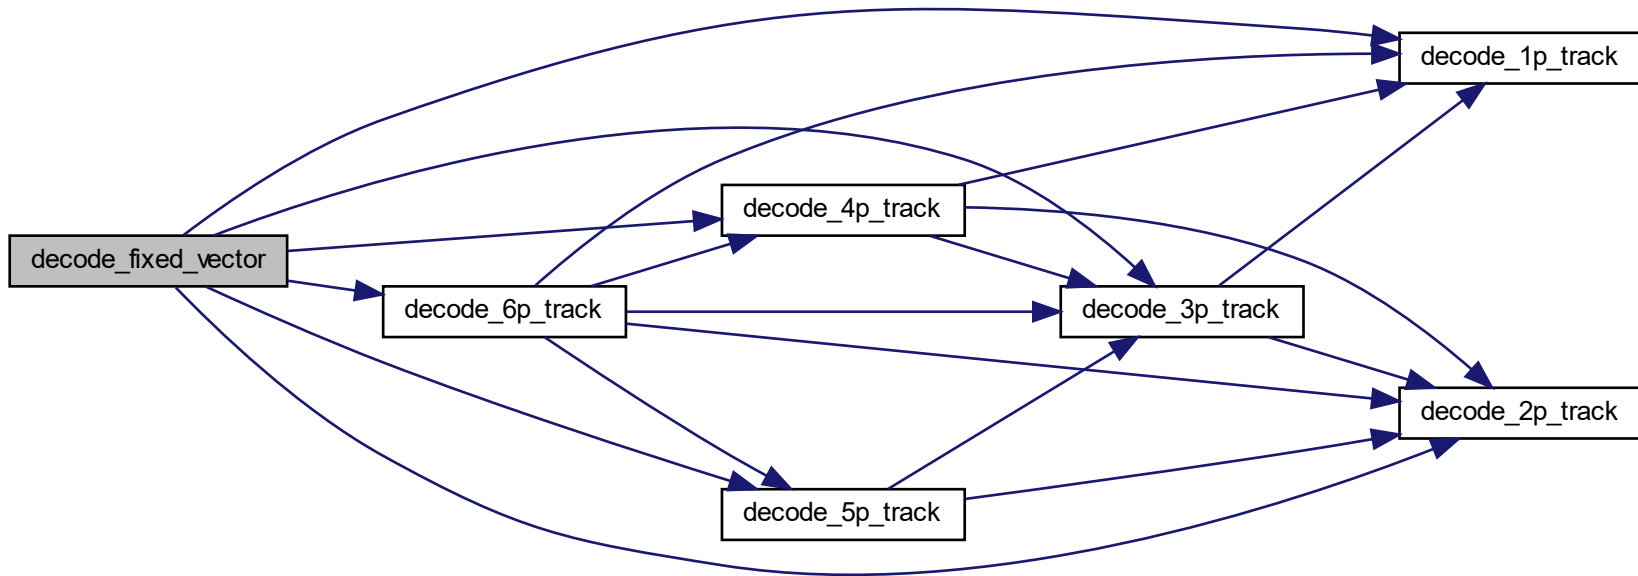 decode_fixed_vector
decode_6p_track
decode_4p_track
decode_5p_track
decode_3p_track
decode_1p_track
decode_2p_track